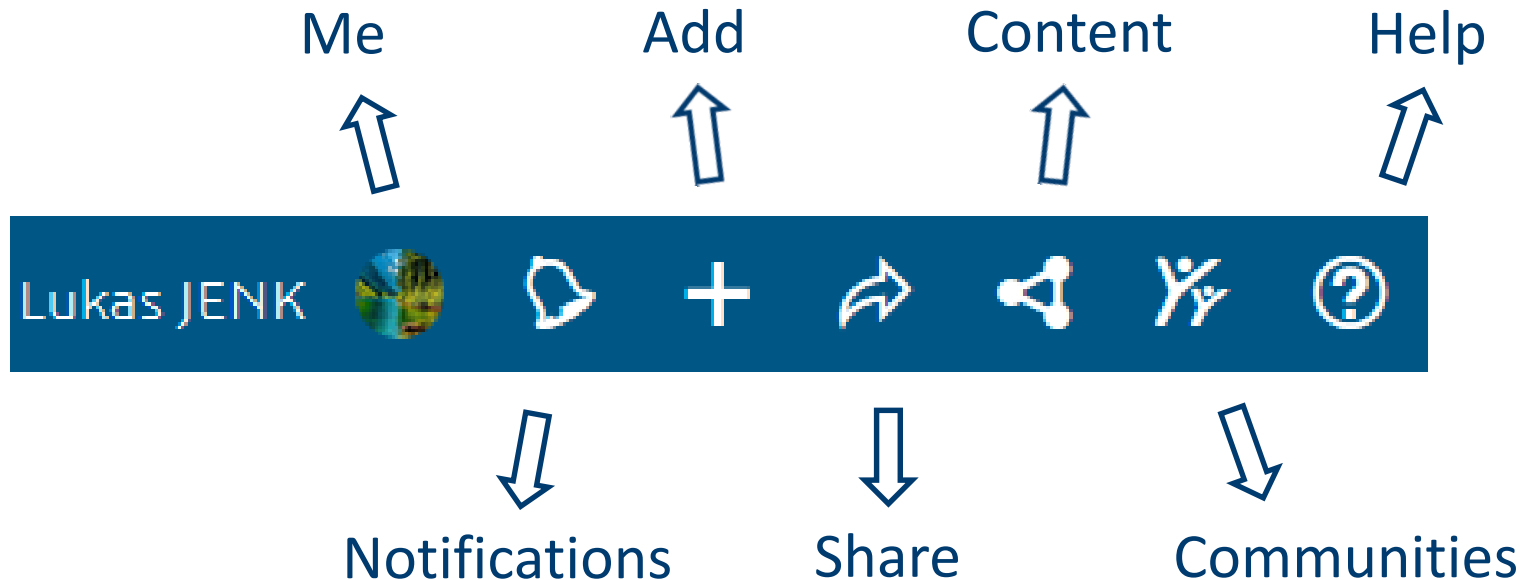 Me
Add
Content
Help
Lukas JENK
Notifications
Share
Communities